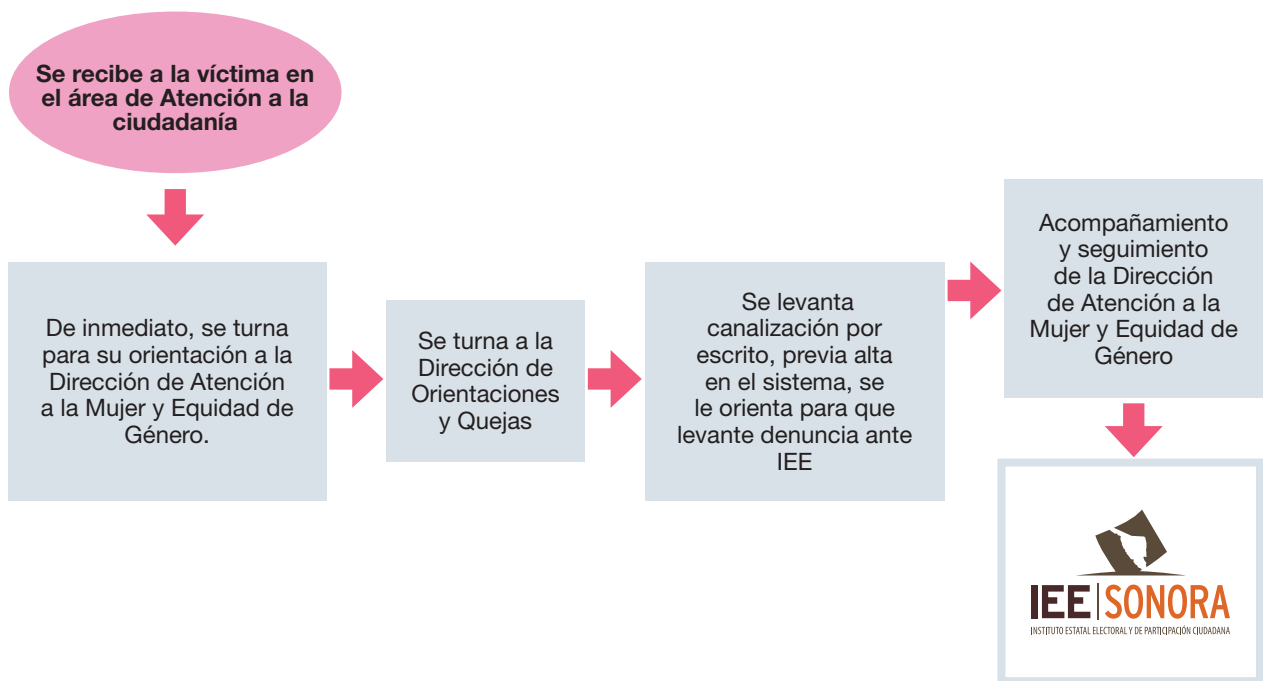 Se recibe a la víctima en
el área de Atención a la
ciudadanía
De inmediato, se turna
para su orientación a la
Dirección de Atención
a la Mujer y Equidad de
Género.
Se turna a la
Dirección de
Orientaciones
y Quejas
Se levanta
canalización por
escrito, previa alta
en el sistema, se
le orienta para que
levante denuncia ante
IEE
Acompañamiento
y seguimiento
de la Dirección
de Atención a la
Mujer y Equidad de
Género
IEE SONORA
INSTITUTO ESTATAL ELECTORAL Y DE PARTICIPACIÓN CIUDADANA